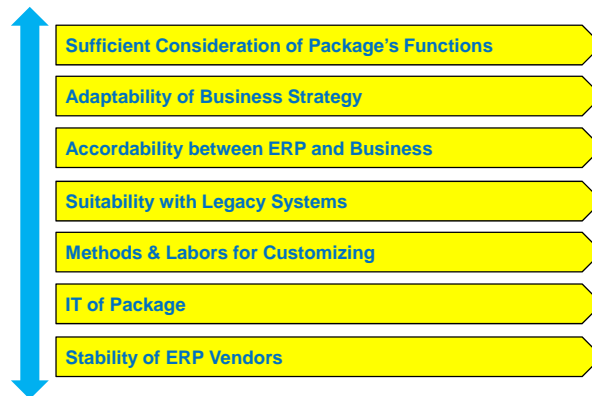 Sufficient Consideration of Package's Functions
Adaptability of Business Strategy
Accordability between ERP and Business
Suitability with Legacy Systems
Methods & Labors for Customizing
IT of Package
Stability of ERP Vendors